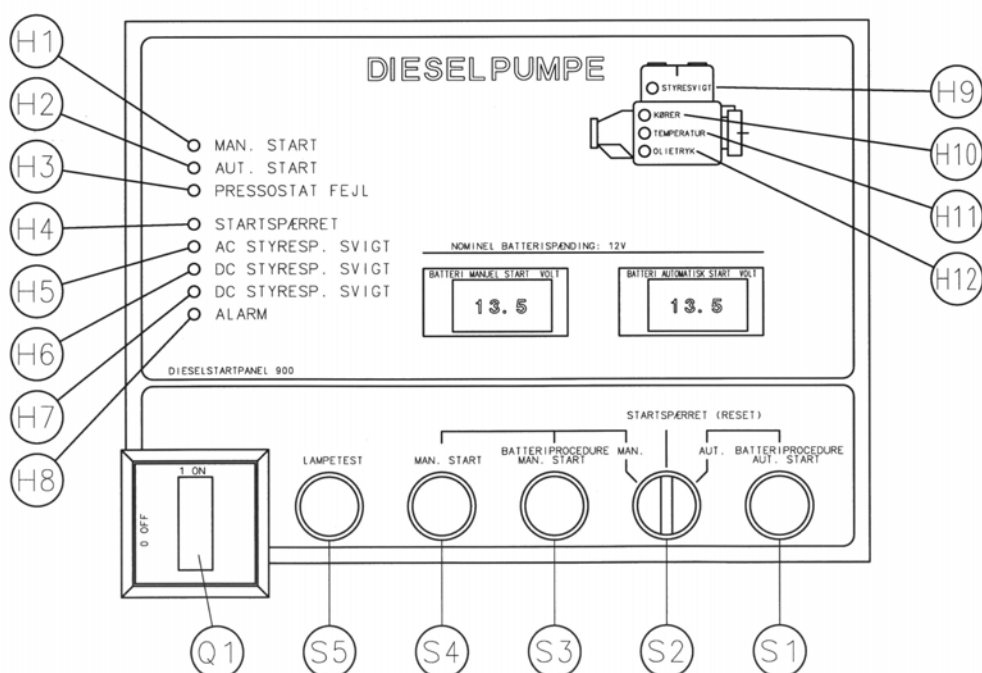 H1
H2
H3
H4
H5
H6
H7
H8
DIESELPUMPE
STYRESVIGT
KØRER
TEMPERATUR
OLIETRYK
H9
H10
H11
H12
MAN. START
AUT. START
PRESSOSTAT FEJL
STARTSPÆRRET
AC STYRESP. SVIGT
DC STYRESP. SVIGT
DC STYRESP. SVIGT
ALARM
NOMINEL BATTERISPÆNDING: 12V
BATTERI MANUEL START VOLT
13.5
BATTERI AUTOMATISK START VOLT
13.5
DIESELSTARTPANEL 900
STARTSPÆRRET (RESET)
1 ON
0 OFF
LAMPETEST
MAN. START
BATTERIPROCEDURE
MAN. START
MAN.
AUT.
BATTERIPROCEDURE
AUT. START
Q1
S5
S4
S3
S2
S1